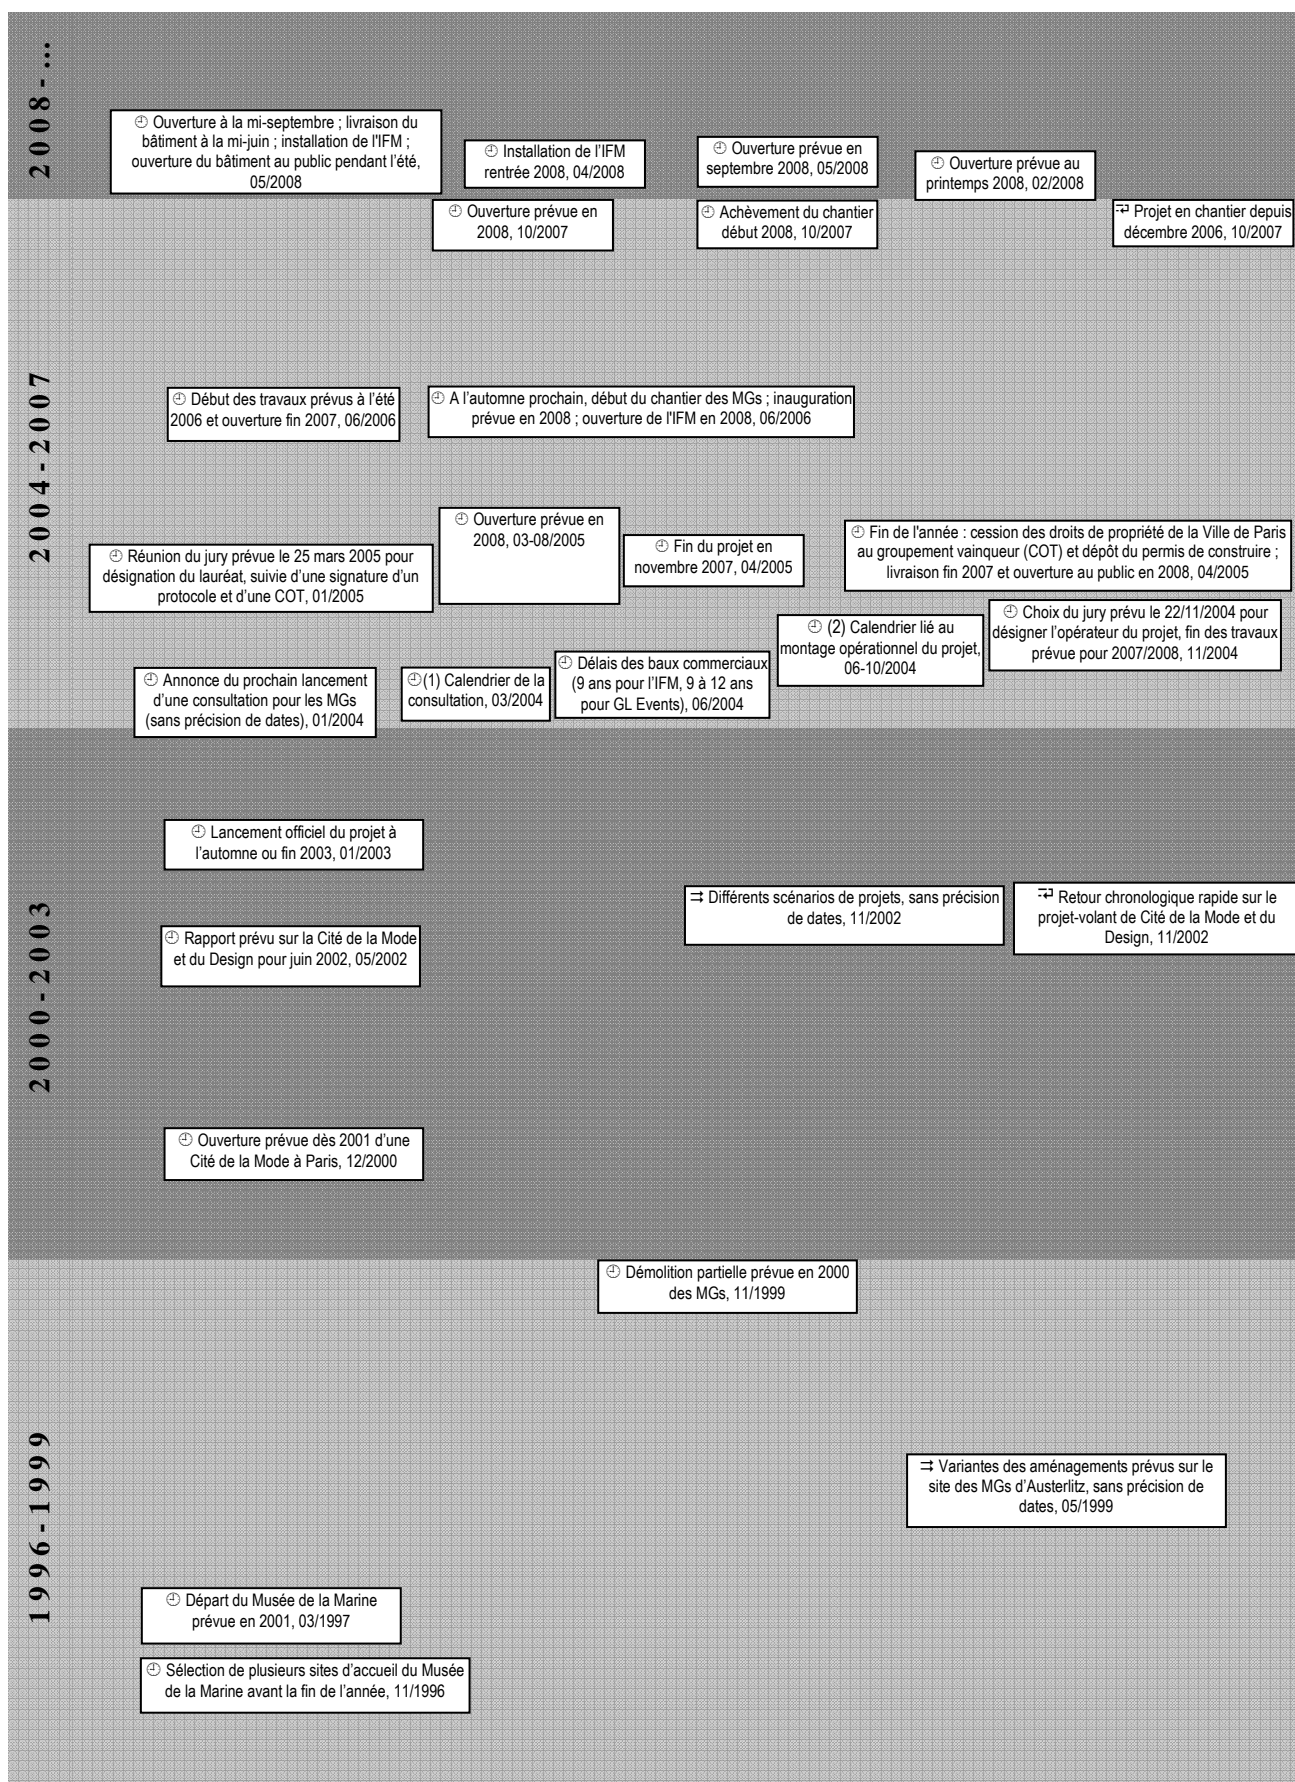 2008-...
🕘 Ouverture à la mi-septembre ; livraison du
bâtiment à la mi-juin ; installation de l'IFM ;
ouverture du bâtiment au public pendant l'été,
05/2008
🕘 Installation de l'IFM
rentrée 2008, 04/2008
🕘 Ouverture prévue en
septembre 2008, 05/2008
🕘 Ouverture prévue au
printemps 2008, 02/2008
2004-2007
🕘 Ouverture prévue en
2008, 10/2007
🕘 Achèvement du chantier
début 2008, 10/2007
Projet en chantier depuis
décembre 2006, 10/2007
🕘 Début des travaux prévus à l'été
2006 et ouverture fin 2007, 06/2006
🕘 A l'automne prochain, début du chantier des MGs ; inauguration
prévue en 2008 ; ouverture de l'IFM en 2008, 06/2006
🕘 Réunion du jury prévue le 25 mars 2005 pour
désignation du lauréat, suivie d'une signature d'un
protocole et d'une COT, 01/2005
🕘 Ouverture prévue en
2008, 03-08/2005
🕘 Fin du projet en
novembre 2007, 04/2005
🕘 Fin de l'année : cession des droits de propriété de la Ville de Paris
au groupement vainqueur (COT) et dépôt du permis de construire ;
livraison fin 2007 et ouverture au public en 2008, 04/2005
🕘 Annonce du prochain lancement
d'une consultation pour les MGs
(sans précision de dates), 01/2004
🕘(1) Calendrier de la
consultation, 03/2004
🕘 Délais des baux commerciaux
(9 ans pour l'IFM, 9 à 12 ans
pour GL Events), 06/2004
🕘 (2) Calendrier lié au
montage opérationnel du projet,
06-10/2004
🕘 Choix du jury prévu le 22/11/2004 pour
désigner l'opérateur du projet, fin des travaux
prévue pour 2007/2008, 11/2004
2000-2003
🕘 Lancement officiel du projet à
l'automne ou fin 2003, 01/2003
🕘 Rapport prévu sur la Cité de la Mode
et du Design pour juin 2002, 05/2002
⇉ Différents scénarios de projets, sans précision
de dates, 11/2002
Retour chronologique rapide sur le
projet-volant de Cité de la Mode et du
Design, 11/2002
🕘 Ouverture prévue dès 2001 d'une
Cité de la Mode à Paris, 12/2000
1996-1999
🕘 Démolition partielle prévue en 2000
des MGs, 11/1999
⇉ Variantes des aménagements prévus sur le
site des MGs d'Austerlitz, sans précision de
dates, 05/1999
🕘 Départ du Musée de la Marine
prévue en 2001, 03/1997
🕘 Sélection de plusieurs sites d'accueil du Musée
de la Marine avant la fin de l'année, 11/1996